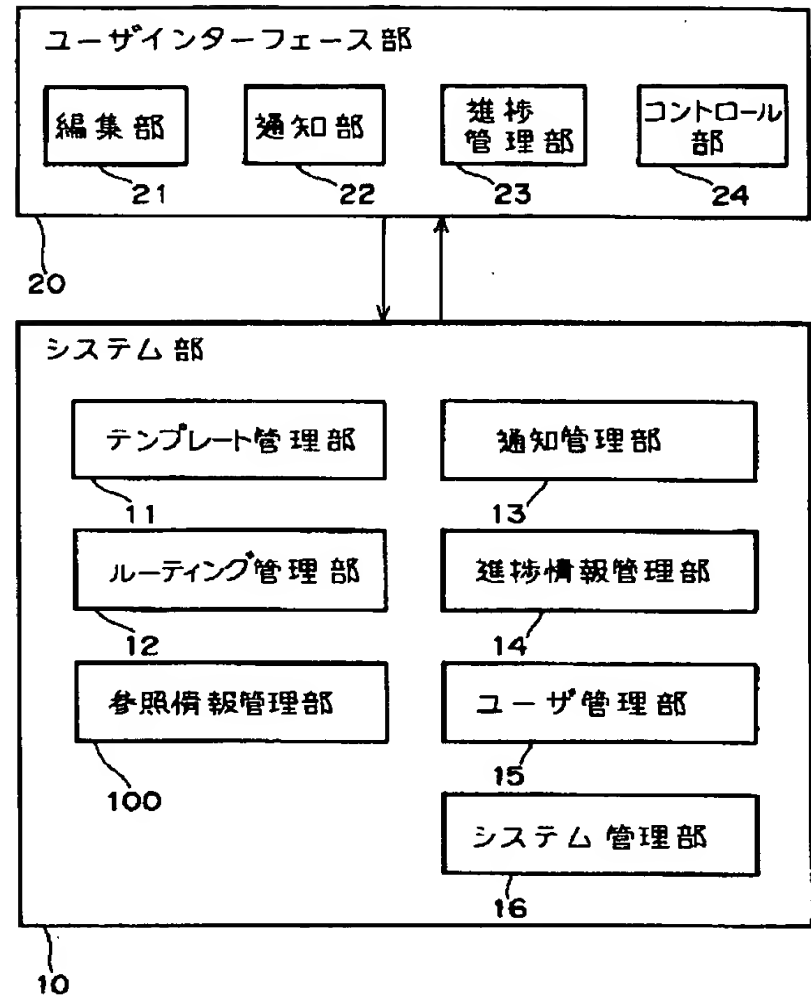 ユーザインターフェース部
編集部
通知部
進捗
管理部
コントロール
部
21
22
23
24
20
システム部
テンプレート管理部
通知管理部
11
13
ルーティング管理部
進捗情報管理部
12
14
参照情報管理部
ユーザ管理部
100
15
システム管理部
16
10